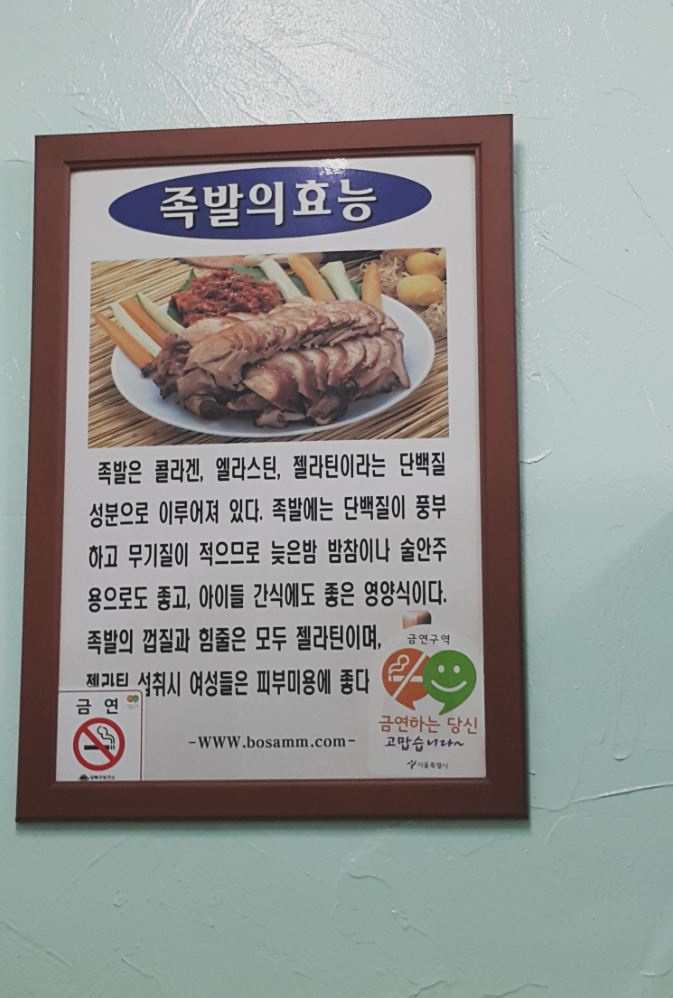 족발의효능
족발은 콜라겐, 엘라스틴, 젤라틴이라는 단백질
성분으로 이루어져 있다. 족발에는 단백질이 풍부
하고 무기질이 적으므로 늦은밤 밤참이나 술안주
용으로도 좋고, 아이들 간식에도 좋은 영양식이다.
족발의 껍질과 힘줄은 모두 젤라틴이며,
젤라틴 섭취시 여성들은 피부미용에 좋다
-WWW.bosamm.com-
금연
금연구역
금연하는 당신
고맙습니다~
서울특별시